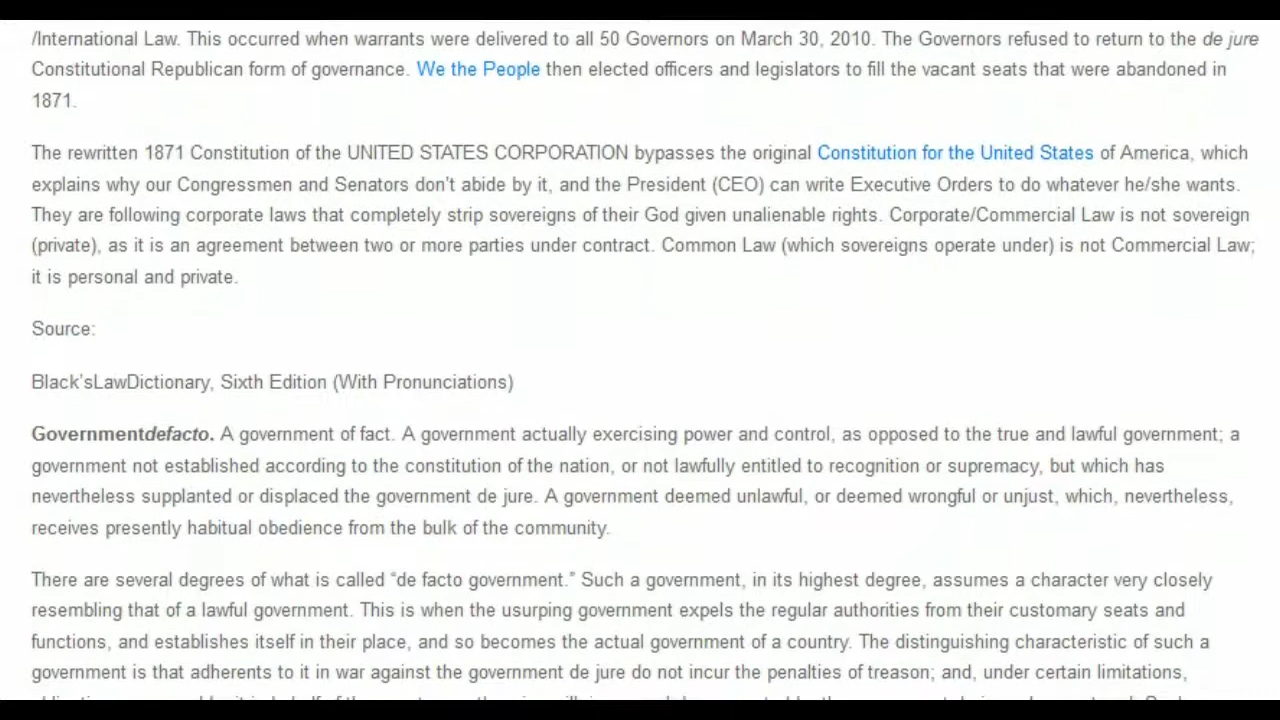 /International Law. This occurred when warrants were delivered to all 50 Governors on March 30, 2010. The Governors refused to return to the de jure
Constitutional Republican form of governance. We the People then elected officers and legislators to fill the vacant seats that were abandoned in
1871.
The rewritten 1871 Constitution of the UNITED STATES CORPORATION bypasses the original Constitution for the United States of America, which
explains why our Congressmen and Senators don't abide by it, and the President (CEO) can write Executive Orders to do whatever he/she wants.
They are following corporate laws that completely strip sovereigns of their God given unalienable rights. Corporate/Commercial Law is not sovereign
(private), as it is an agreement between two or more parties under contract. Common Law (which sovereigns operate under) is not Commercial Law;
it is personal and private.
Source:
Black'sLawDictionary, Sixth Edition (With Pronunciations)
Governmentdefacto. A government of fact. A government actually exercising power and control, as opposed to the true and lawful government; a
government not established according to the constitution of the nation, or not lawfully entitled to recognition or supremacy, but which has
nevertheless supplanted or displaced the government de jure. A government deemed unlawful, or deemed wrongful or unjust, which, nevertheless,
receives presently habitual obedience from the bulk of the community.
There are several degrees of what is called “de facto government.” Such a government, in its highest degree, assumes a character very closely
resembling that of a lawful government. This is when the usurping government expels the regular authorities from their customary seats and
functions, and establishes itself in their place, and so becomes the actual government of a country. The distinguishing characteristic of such a
government is that adherents to it in war against the government de jure do not incur the penalties of treason; and, under certain limitations,